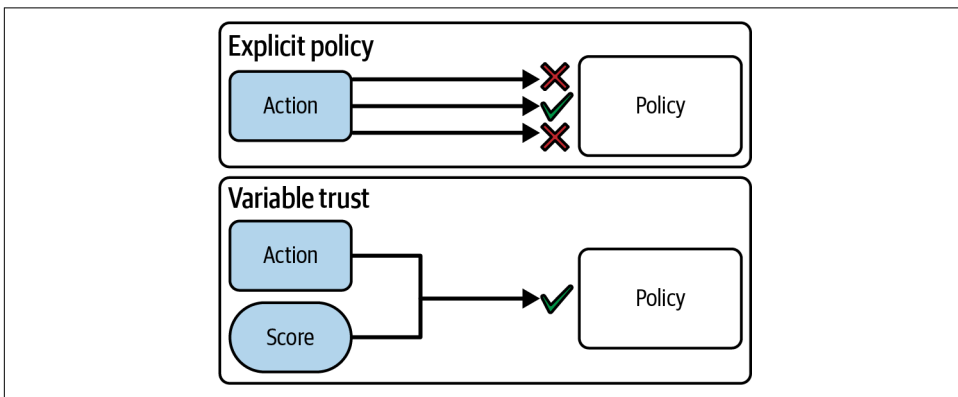 Explicit policy
Action
Policy
Variable trust
Action
Policy
Score